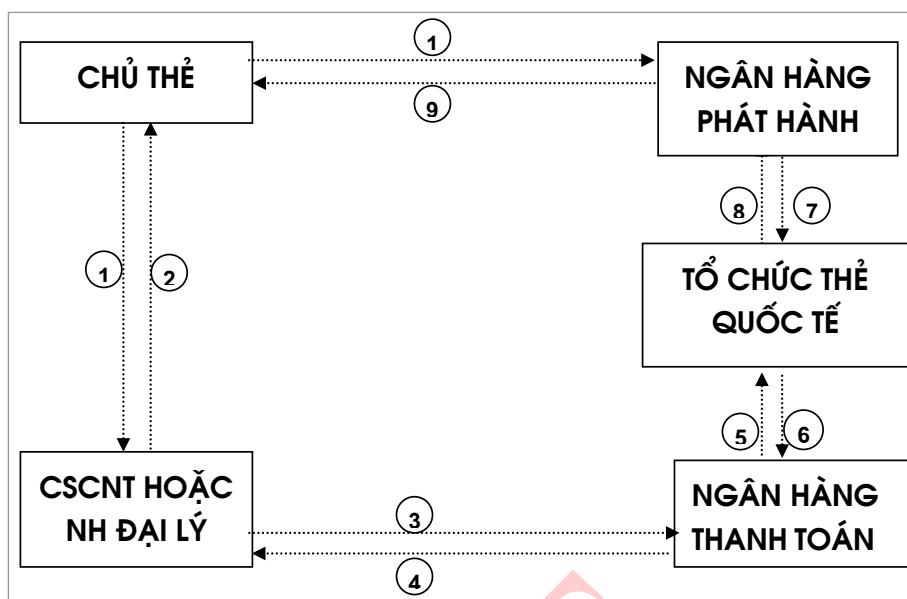 1
CHỦ THẺ
NGÂN HÀNG
PHÁT HÀNH
9
8
7
1
2
TỔ CHỨC THẺ
QUỐC TẾ
5
6
CSCNT HOẶC
NH ĐẠI LÝ
3
NGÂN HÀNG
THANH TOÁN
4